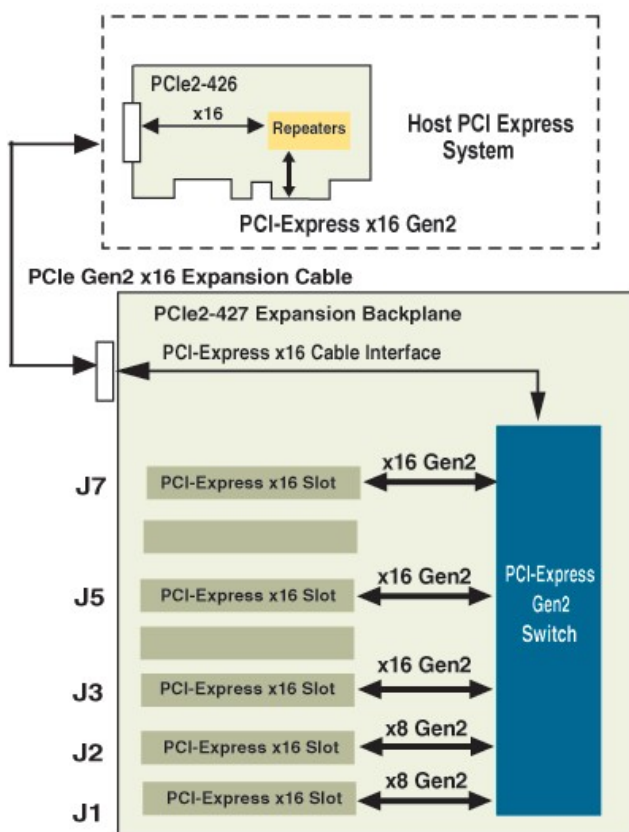 PCIe2-426
x16
Repeaters
Host PCI Express
System
PCI-Express x16 Gen2
PCIe Gen2 x16 Expansion Cable
PCIe2-427 Expansion Backplane
PCI-Express x16 Cable Interface
J7
PCI-Express x16 Slot
x16 Gen2
J5
PCI-Express x16 Slot
x16 Gen2
PCI-Express
Gen2
Switch
J3
PCI-Express x16 Slot
x16 Gen2
J2
PCI-Express x16 Slot
x8 Gen2
J1
PCI-Express x16 Slot
x8 Gen2